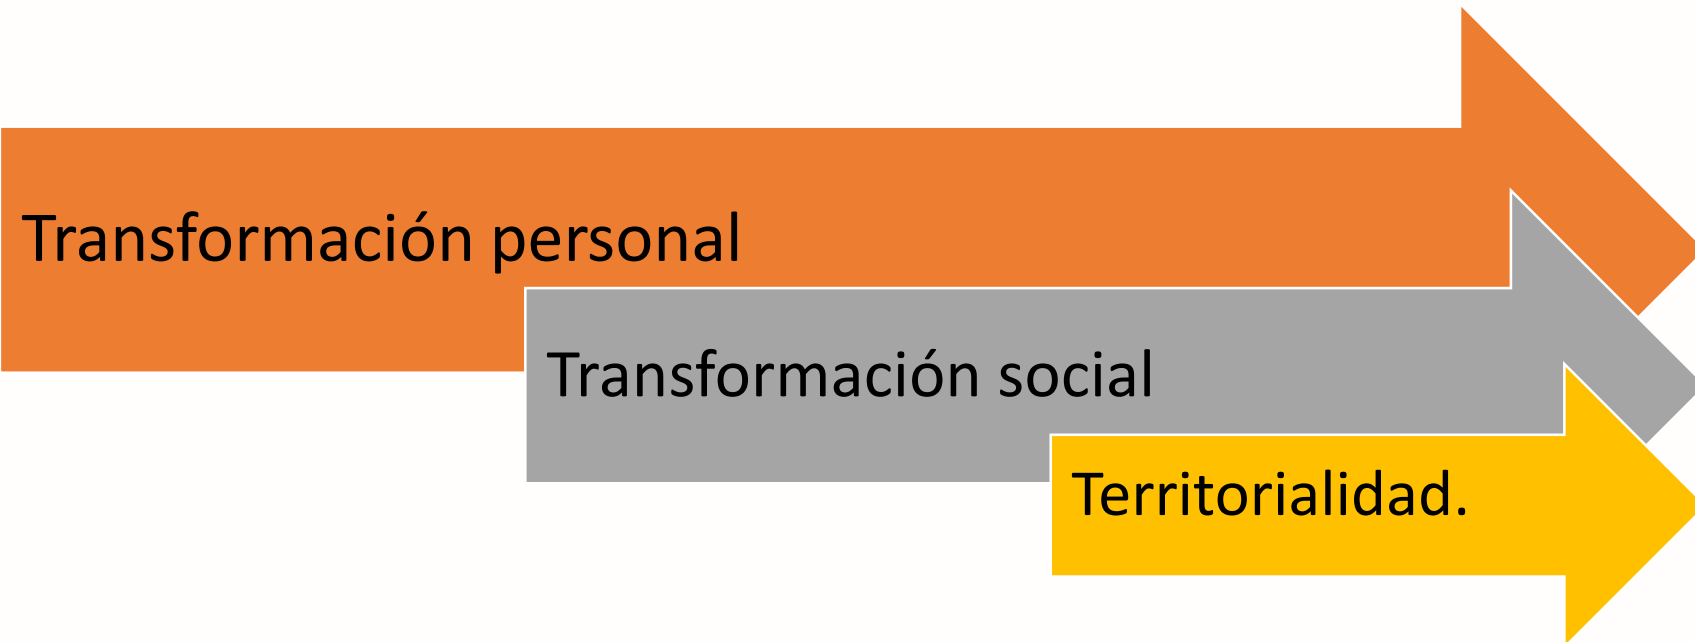 Transformación personal
Transformación social
Territorialidad.